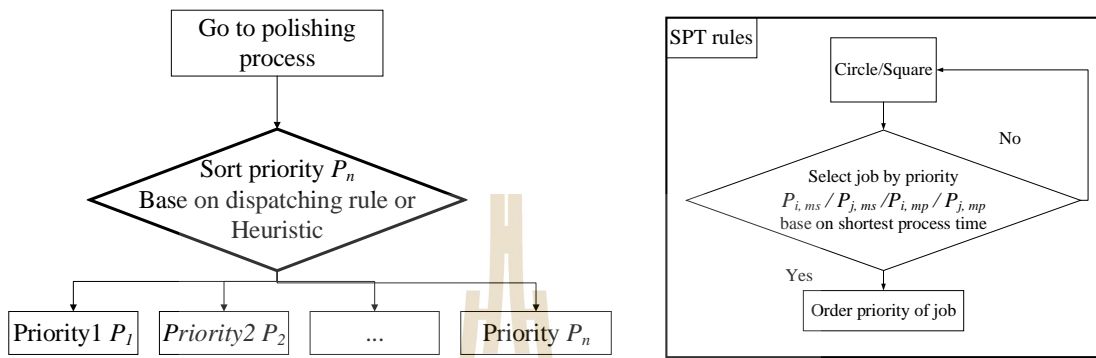 Go to polishing
process
Sort priority Pn
Base on dispatching rule or
Heuristic
Priority1 P1
Priority2 P2
...
Priority Pn
SPT rules
Circle/Square
No
Select job by priority
Pi, ms / Pj, ms /Pi, mp / Pj, mp
base on shortest process time
Yes
Order priority of job